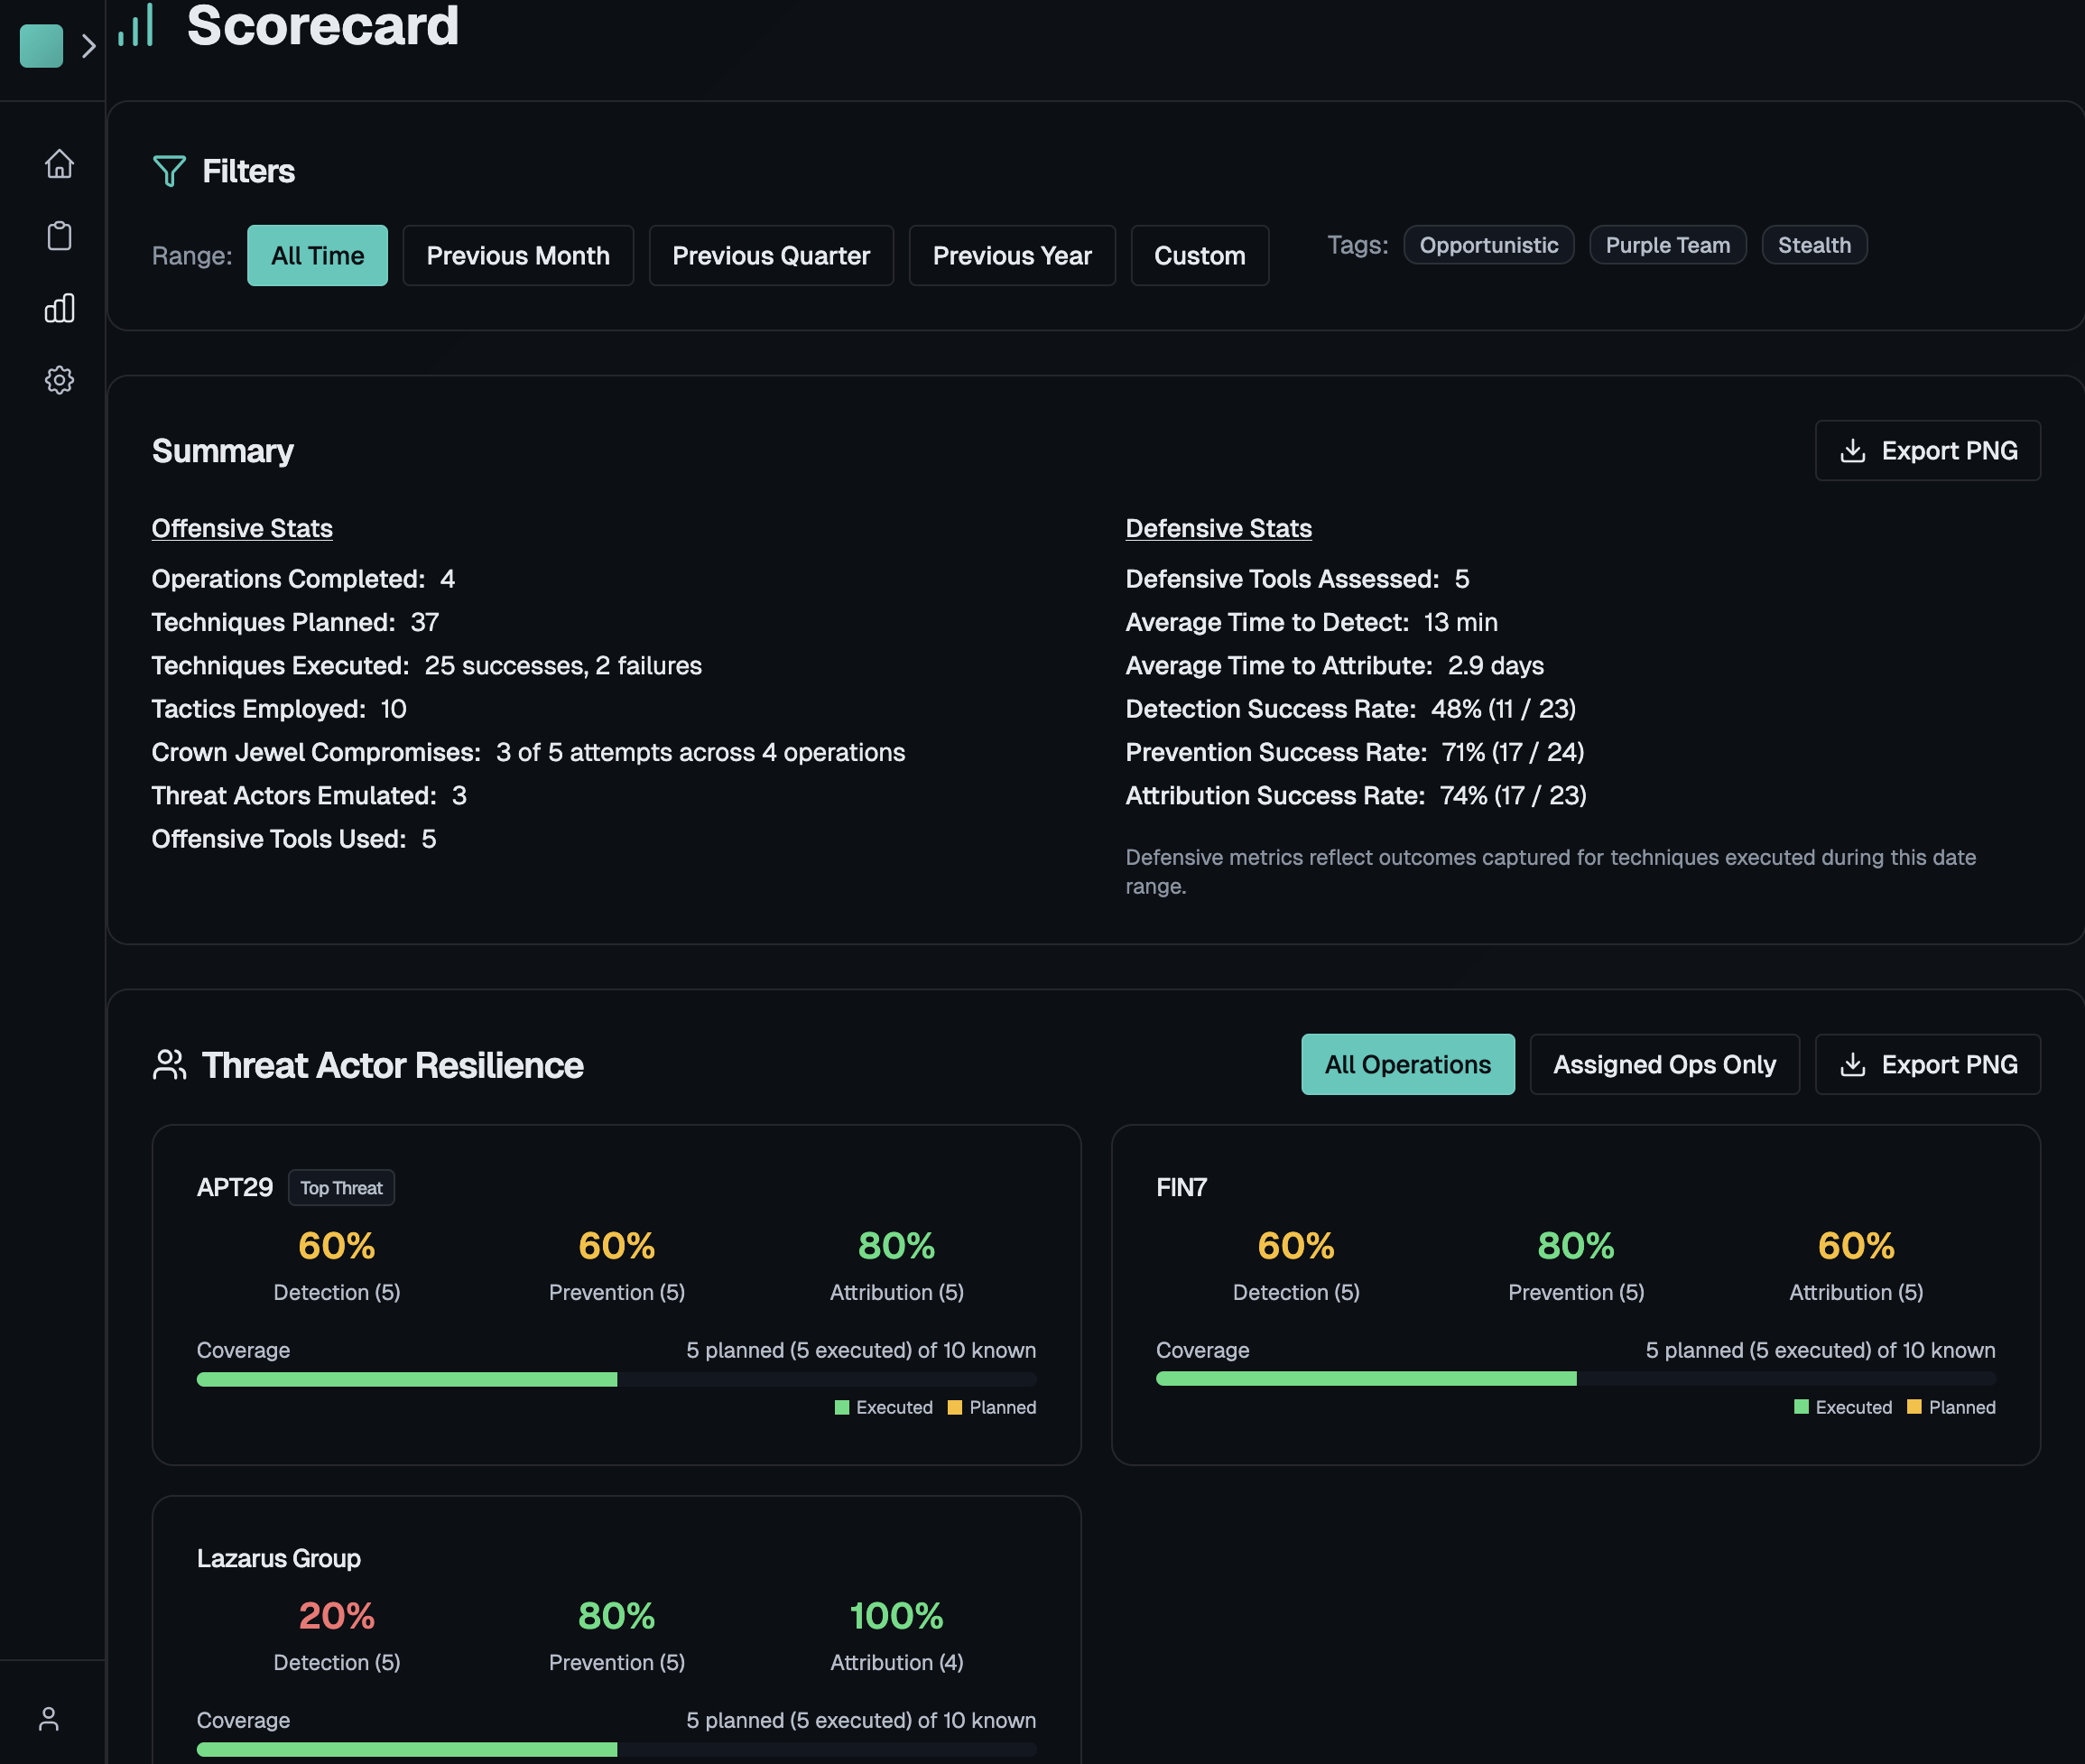 Scorecard
Filters
Range: All Time Previous Month Previous Quarter Previous Year Custom Tags: Opportunistic Purple Team Stealth
Summary
Export PNG
Offensive Stats
Operations Completed: 4
Techniques Planned: 37
Techniques Executed: 25 successes, 2 failures
Tactics Employed: 10
Crown Jewel Compromises: 3 of 5 attempts across 4 operations
Threat Actors Emulated: 3
Offensive Tools Used: 5
Defensive Stats
Defensive Tools Assessed: 5
Average Time to Detect: 13 min
Average Time to Attribute: 2.9 days
Detection Success Rate: 48% (11 / 23)
Prevention Success Rate: 71% (17 / 24)
Attribution Success Rate: 74% (17 / 23)
Defensive metrics reflect outcomes captured for techniques executed during this date
range.
Threat Actor Resilience
All Operations Assigned Ops Only Export PNG
APT29 Top Threat
60% 60% 80%
Detection (5) Prevention (5) Attribution (5)
Coverage 5 planned (5 executed) of 10 known
Executed Planned
FIN7
60% 80% 60%
Detection (5) Prevention (5) Attribution (5)
Coverage 5 planned (5 executed) of 10 known
Executed Planned
Lazarus Group
20% 80% 100%
Detection (5) Prevention (5) Attribution (4)
Coverage 5 planned (5 executed) of 10 known